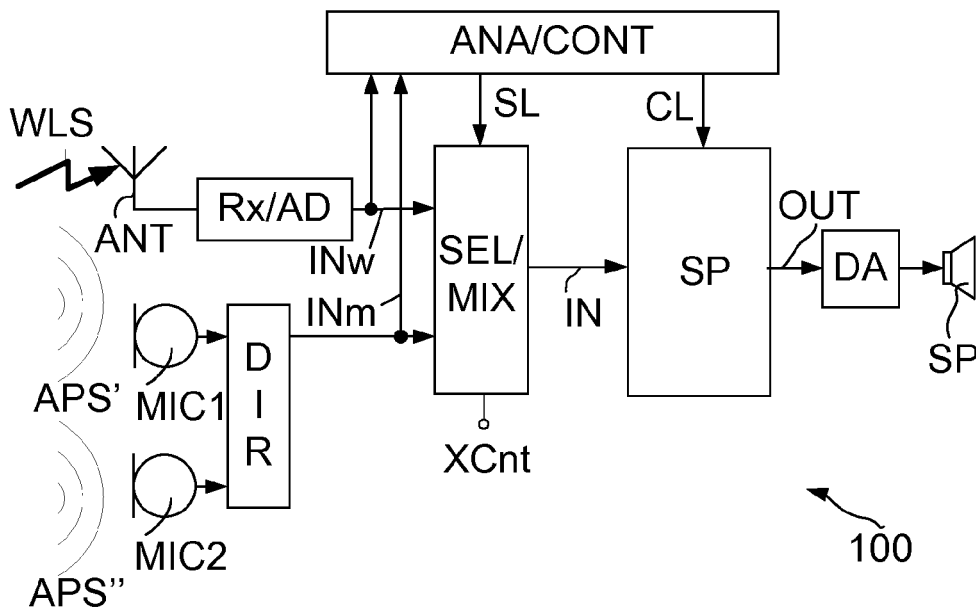 ANA/CONT
SL
CL
WLS
ANT
Rx/AD
INw
INm
SEL/
MIX
IN
SP
OUT
DA
SP
APS'
MIC1
D
I
R
XCnt
MIC2
APS''
100